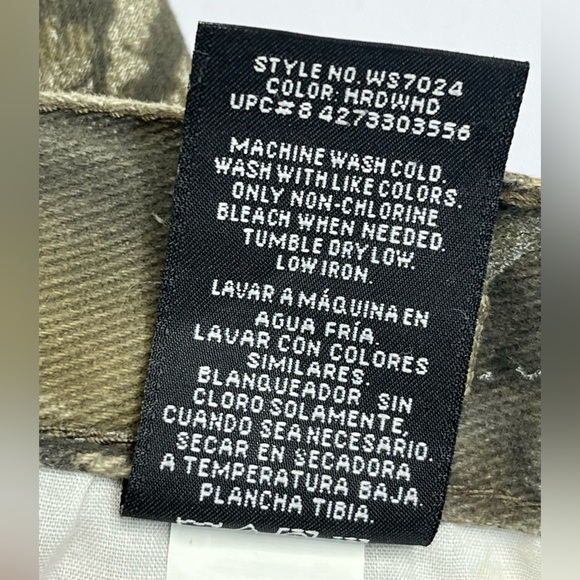 STYLE NO. WS7024
COLOR: HRDWHD
UPC#8 4273303556
MACHINE WASH COLD.
WASH WITH LIKE COLORS.
ONLY NON-CHLORINE
BLEACH WHEN NEEDED.
TUMBLE DRY LOW.
LOW IRON.
LAVAR A MÁQUINA EN
AGUA FRÍA.
LAVAR CON COLORES
SIMILARES.
BLANQUEADOR SIN
CLORO SOLAMENTE,
CUANDO SEA NECESARIO.
SECAR EN SECADORA
A TEMPERATURA BAJA.
PLANCHA TIBIA.